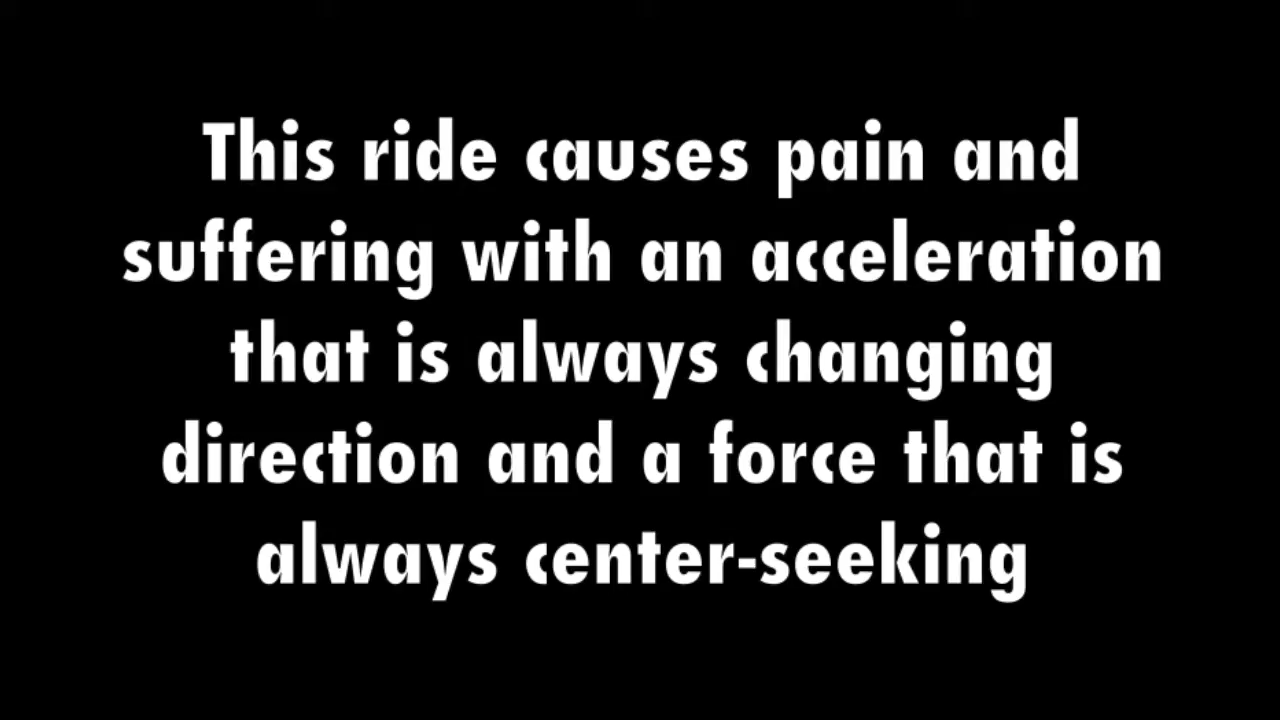 This ride causes pain and
suffering with an acceleration
that is always changing
direction and a force that is
always center-seeking